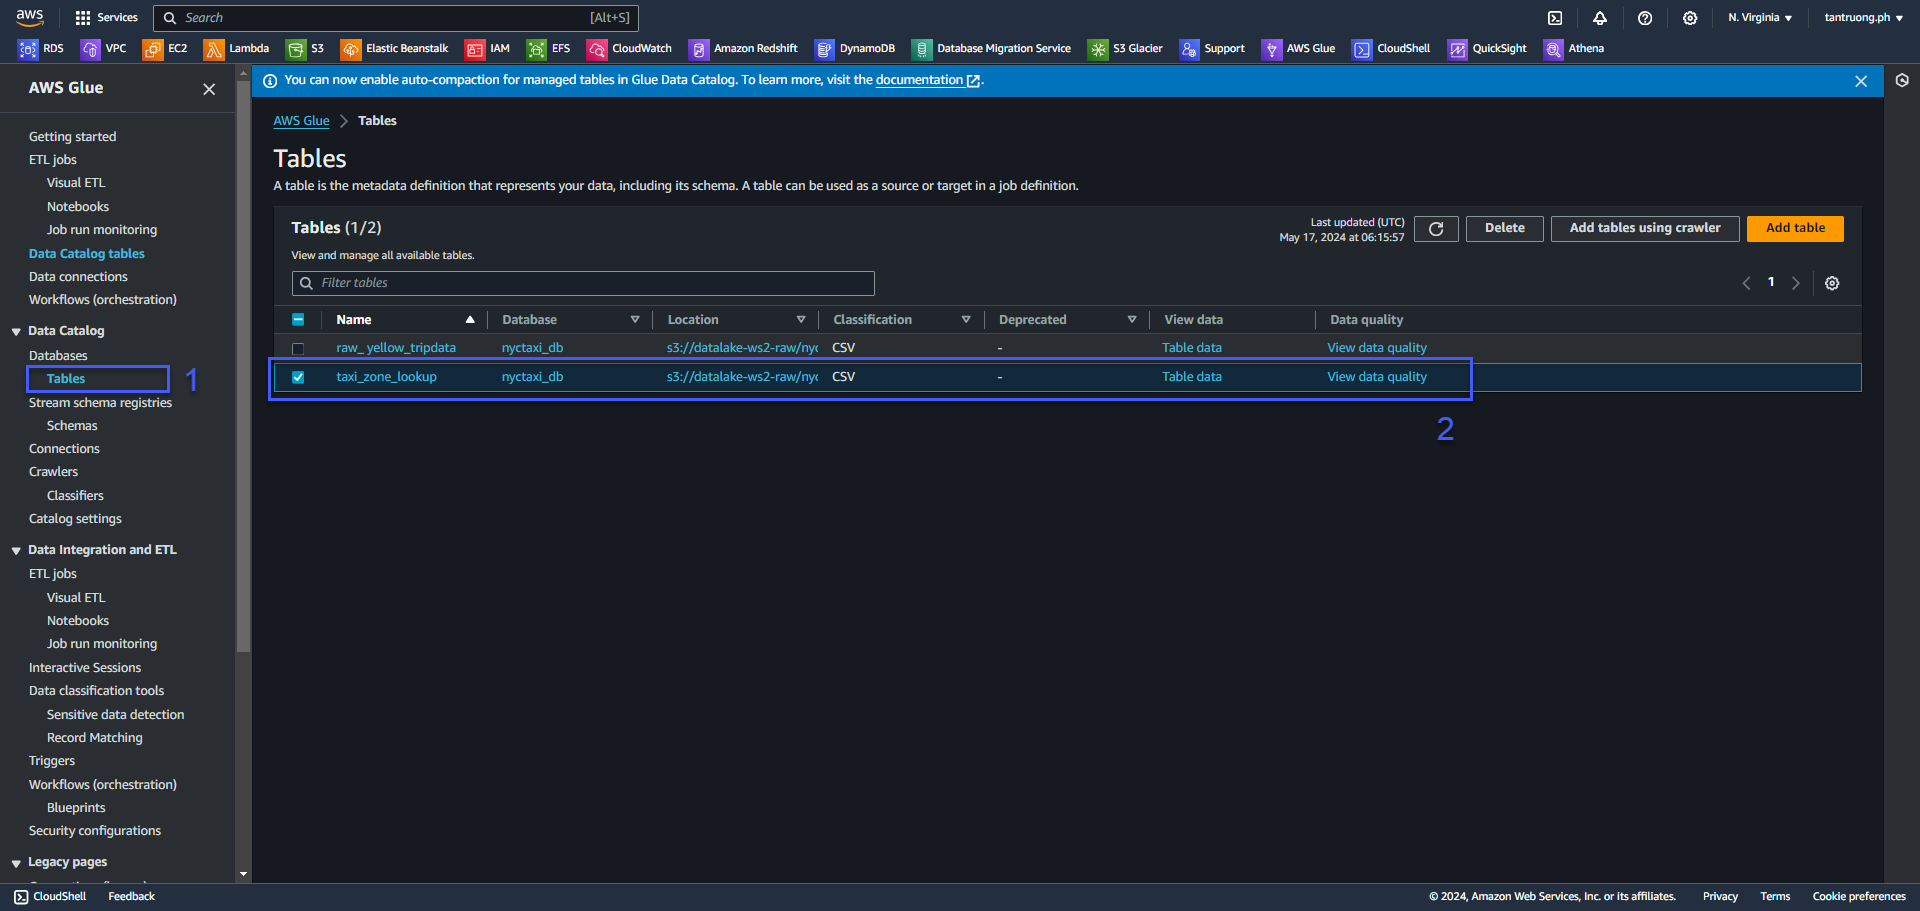 aws Services Search [Alt+S] N. Virginia tantruong.ph
RDS VPC EC2 Lambda S3 Elastic Beanstalk IAM EFS CloudWatch Amazon Redshift DynamoDB Database Migration Service S3 Glacier Support AWS Glue CloudShell QuickSight Athena
AWS Glue
Getting started
ETL jobs
Visual ETL
Notebooks
Job run monitoring
Data Catalog tables
Data connections
Workflows (orchestration)
Data Catalog
Databases
Tables 1
Stream schema registries
Schemas
Connections
Crawlers
Classifiers
Catalog settings
Data Integration and ETL
ETL jobs
Visual ETL
Notebooks
Job run monitoring
Interactive Sessions
Data classification tools
Sensitive data detection
Record Matching
Triggers
Workflows (orchestration)
Blueprints
Security configurations
Legacy pages
You can now enable auto-compaction for managed tables in Glue Data Catalog. To learn more, visit the documentation.
AWS Glue Tables
Tables
A table is the metadata definition that represents your data, including its schema. A table can be used as a source or target in a job definition.
Tables (1/2)
Last updated (UTC)
May 17, 2024 at 06:15:57
Delete Add tables using crawler Add table
View and manage all available tables.
Filter tables 1
Name Database Location Classification Deprecated View data Data quality
raw_ yellow_tripdata nyctaxi_db s3://datalake-ws2-raw/nyc CSV - Table data View data quality
taxi_zone_lookup nyctaxi_db s3://datalake-ws2-raw/nyc CSV - Table data View data quality
2
CloudShell Feedback © 2024, Amazon Web Services, Inc. or its affiliates. Privacy Terms Cookie preferences